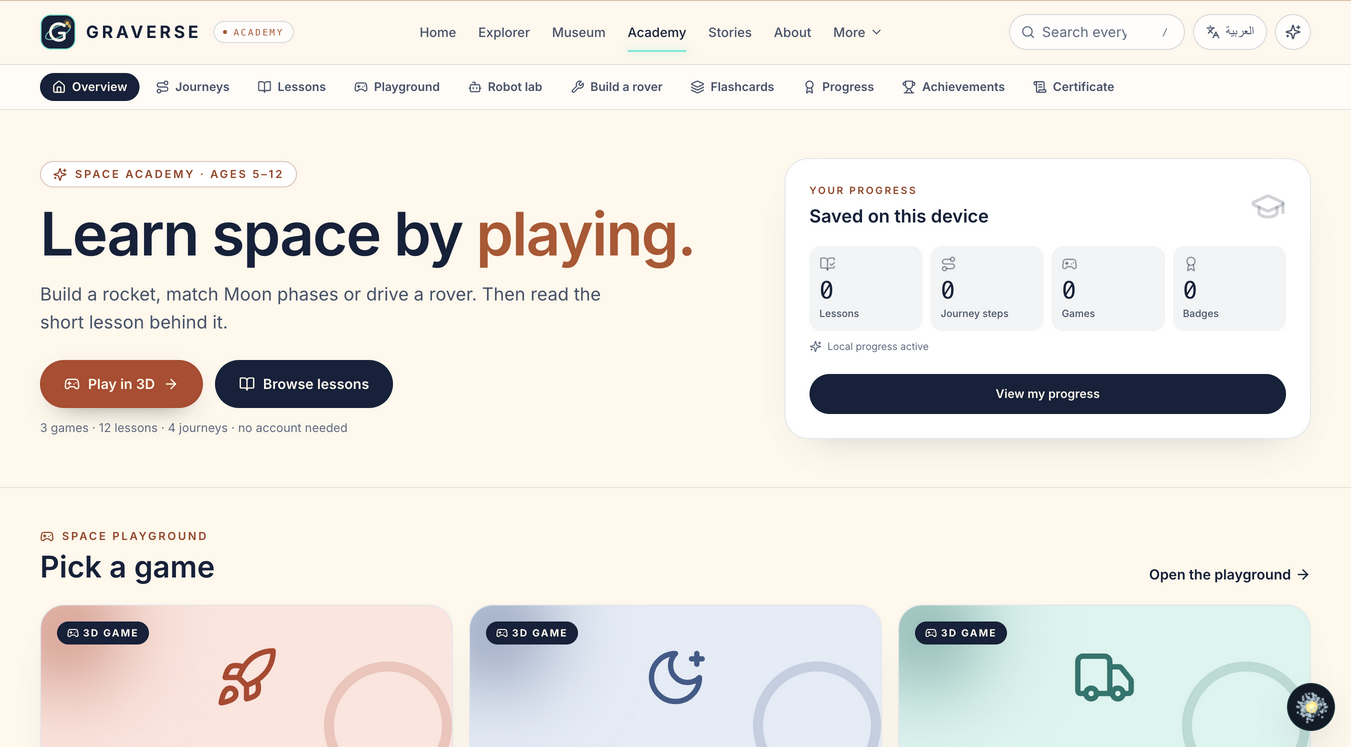 GRAVERSE
ACADEMY
Home
Explorer
Museum
Academy
Stories
About
More
Search every
/
العربية
Overview
Journeys
Lessons
Playground
Robot lab
Build a rover
Flashcards
Progress
Achievements
Certificate
SPACE ACADEMY · AGES 5–12
Learn space by playing.
Build a rocket, match Moon phases or drive a rover. Then read the
short lesson behind it.
Play in 3D
Browse lessons
3 games · 12 lessons · 4 journeys · no account needed
YOUR PROGRESS
Saved on this device
0
Lessons
0
Journey steps
0
Games
0
Badges
Local progress active
View my progress
SPACE PLAYGROUND
Pick a game
Open the playground
3D GAME
3D GAME
3D GAME